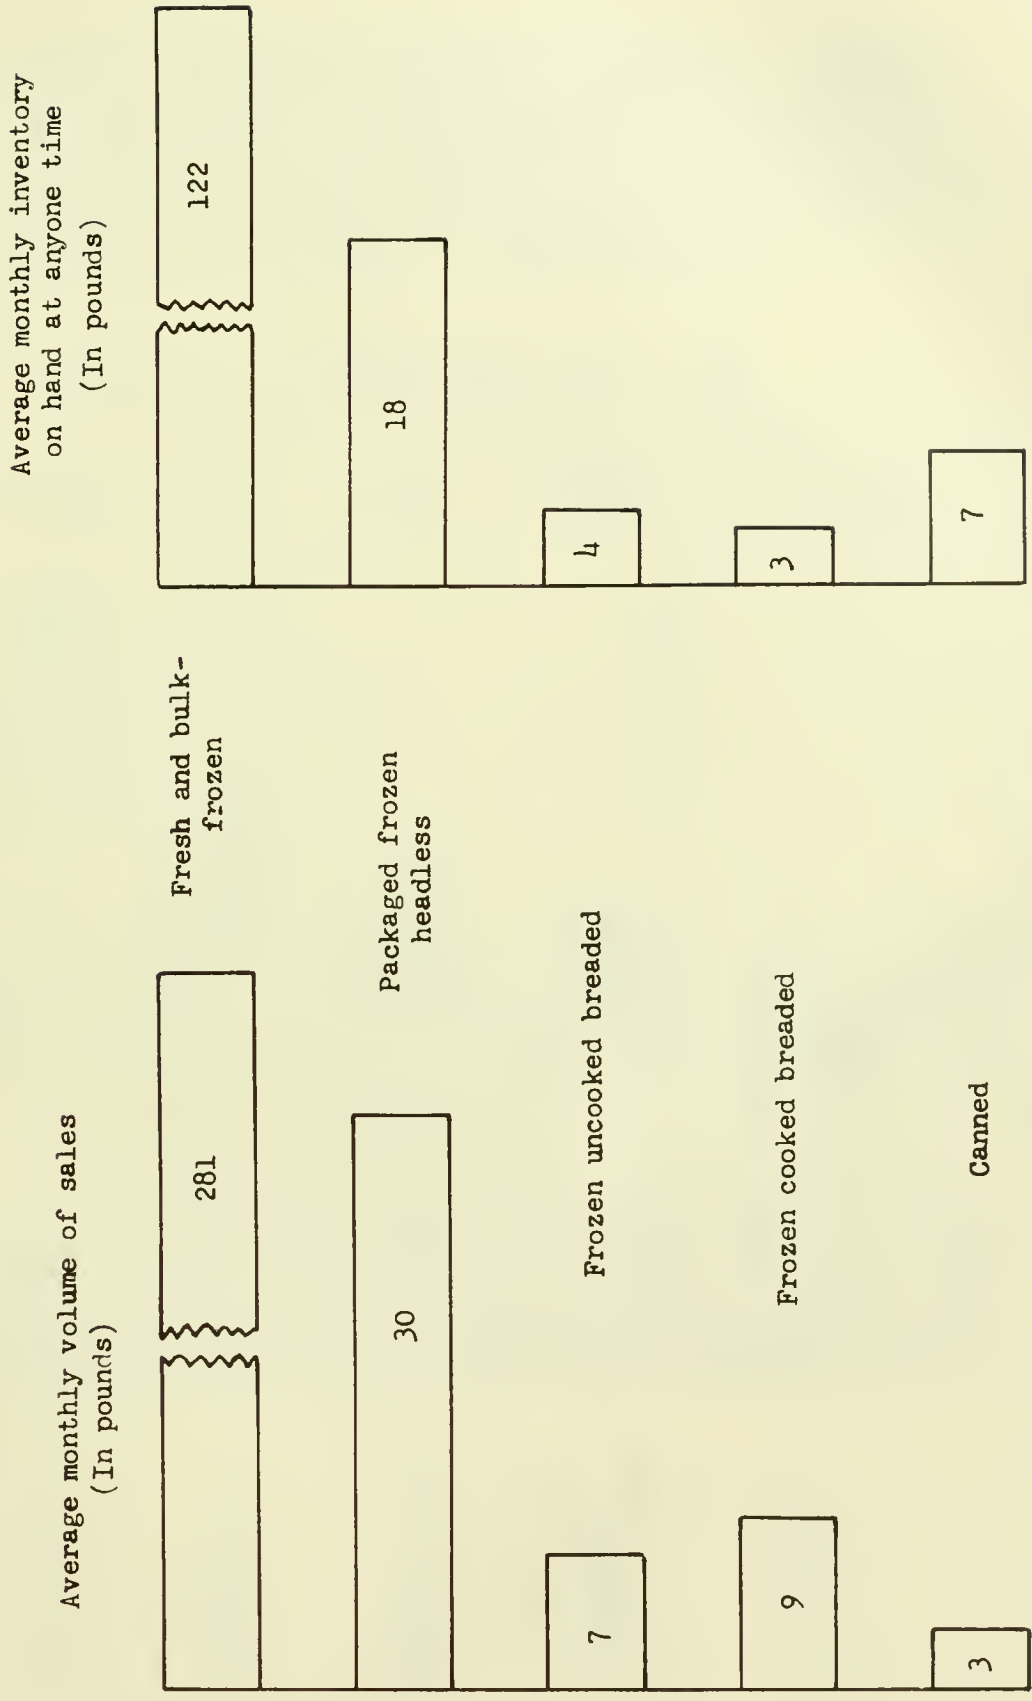 Average monthly volume of sales
(In pounds)
Average monthly inventory
on hand at anyone time
(In pounds)
281
Fresh and bulk-
frozen
122
30
Packaged frozen
headless
18
7
Frozen uncooked breaded
4
9
Frozen cooked breaded
3
3
Canned
7